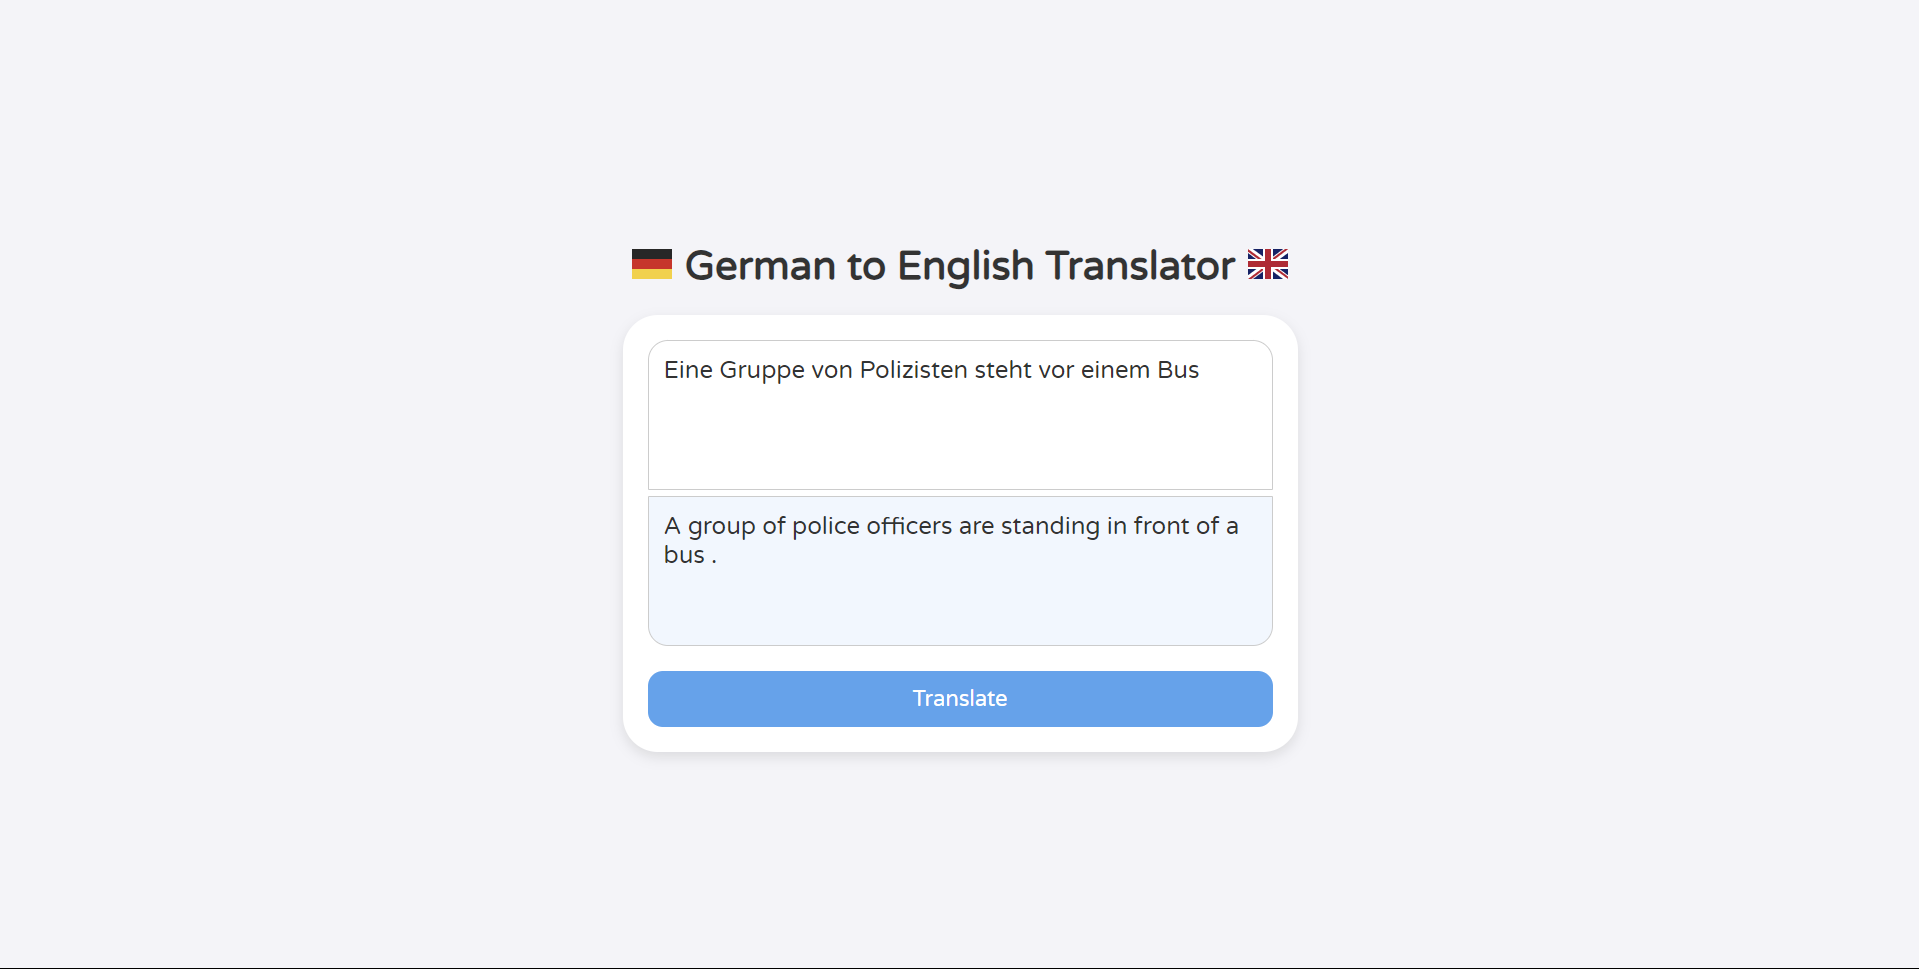 German to English Translator
Eine Gruppe von Polizisten steht vor einem Bus
A group of police officers are standing in front of a
bus .
Translate